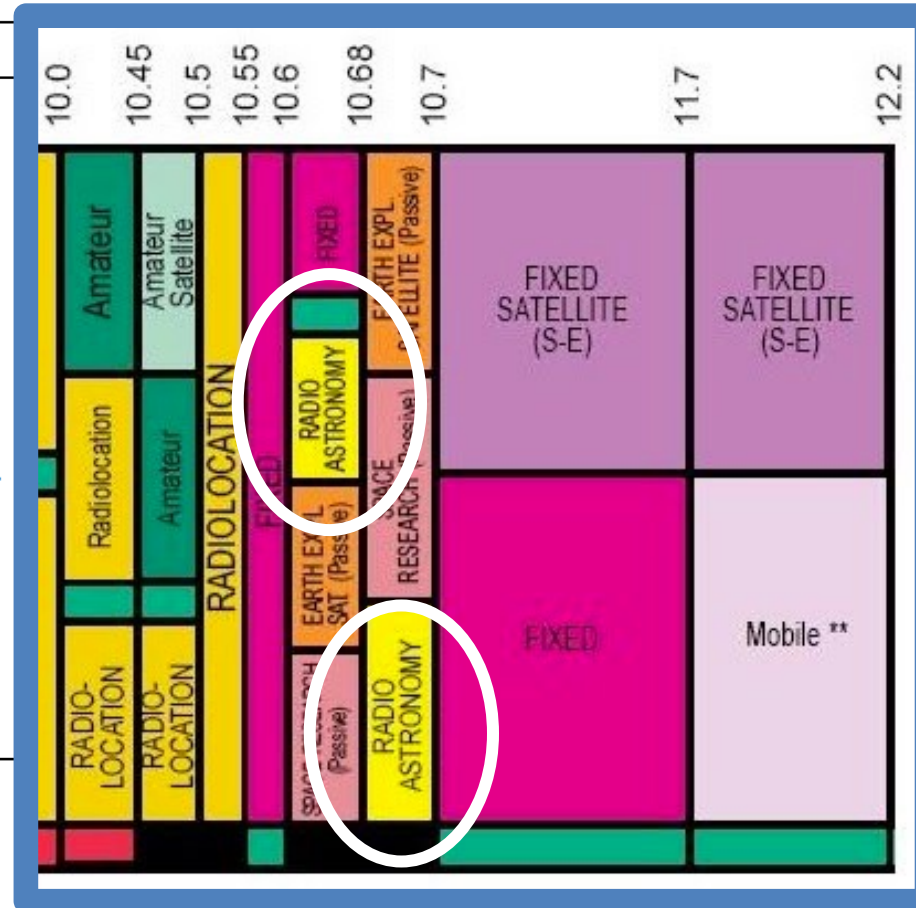 10.0
10.45
10.5
10.55
10.6
10.68
10.7
11.7
12.2
Amateur
Radiolocation
RADIO-
LOCATION
Amateur
Satellite
Amateur
RADIO-
LOCATION
RADIOLOCATION
FIXED
FIXED
RADIO
ASTRONOMY
EARTH EXPL
SAT (Passive)
SPACE RESEARCH
(Passive)
EARTH EXPL.
SATELLITE (Passive)
SPACE
RESEARCH (Passive)
RADIO
ASTRONOMY
FIXED
SATELLITE
(S-E)
FIXED
FIXED
SATELLITE
(S-E)
Mobile **